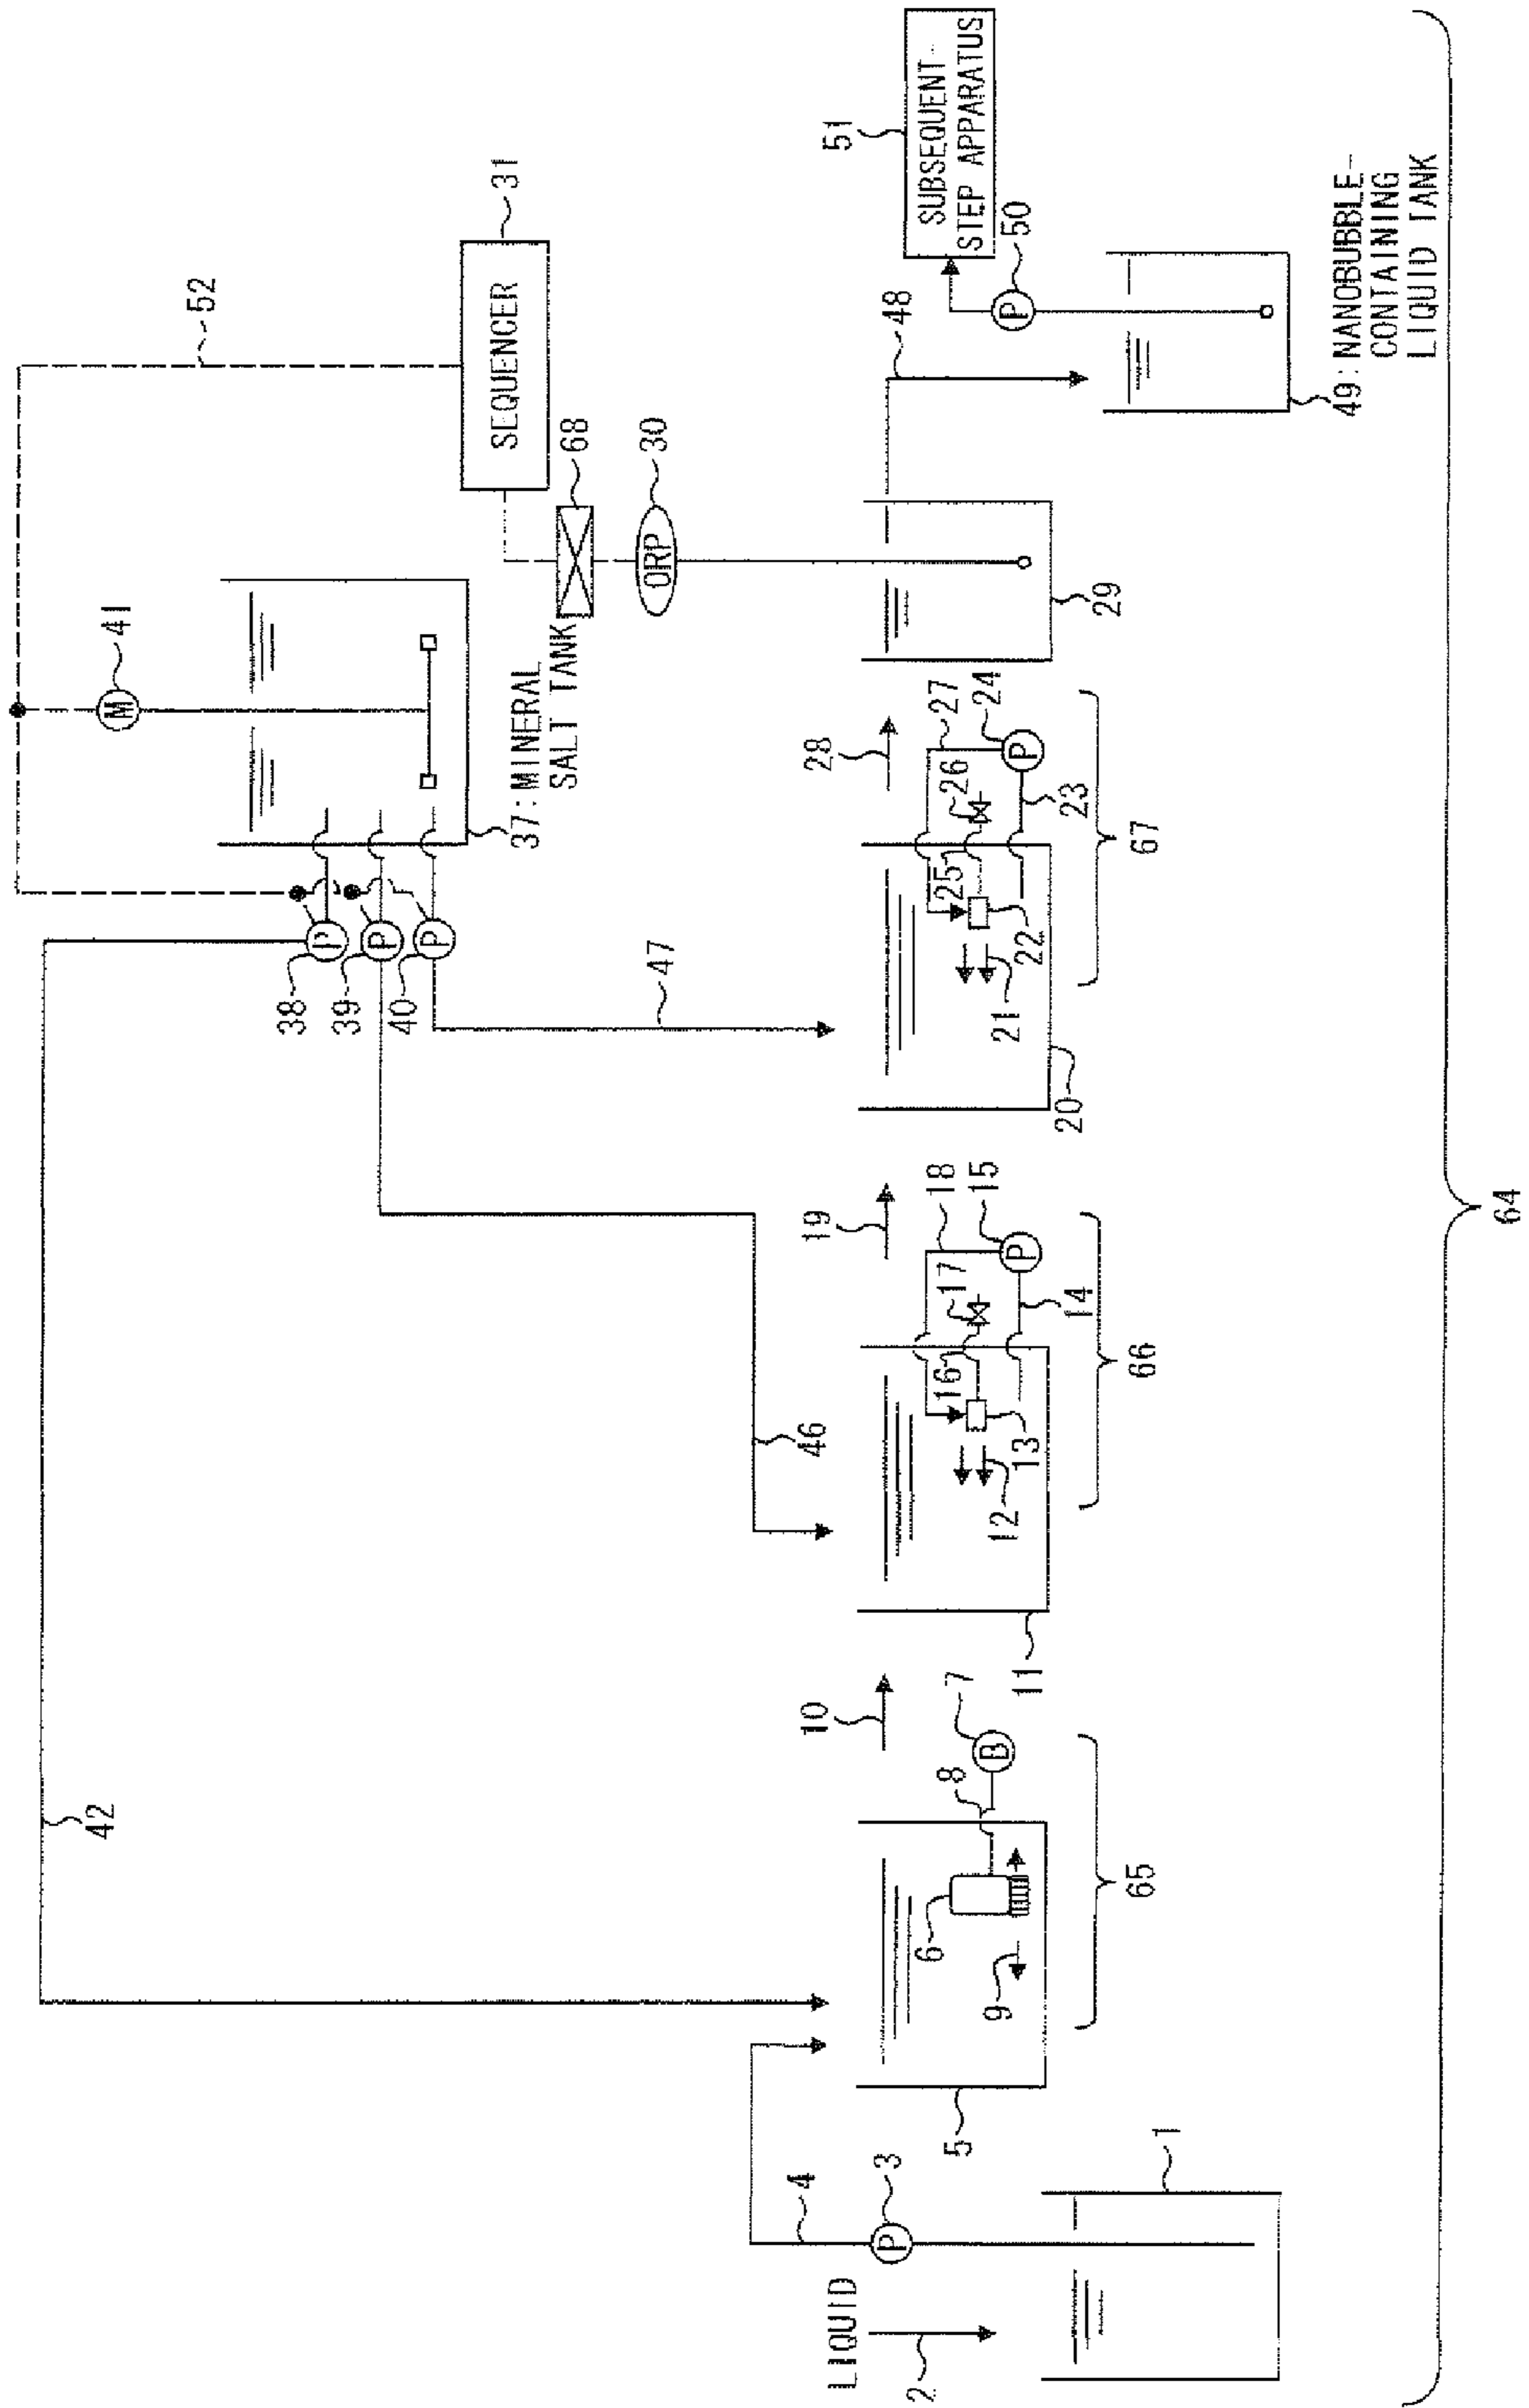 52
31
SEQUENCER
41
68
30
ORP
M
37:MINERAL
SALT TANK
38
39
40
P
P
P
42
46
47
48
51
SUBSEQUENT
STEP APPARATUS
50
P
49:NANOBUBBLE-
CONTAINING
LIQUID TANK
LIQUID
2
4
3
P
1
5
6
8
7
B
9
10
65
11
12
13
16
17
14
18
15
P
19
66
20
21
22
25
26
23
27
24
P
28
67
29
64